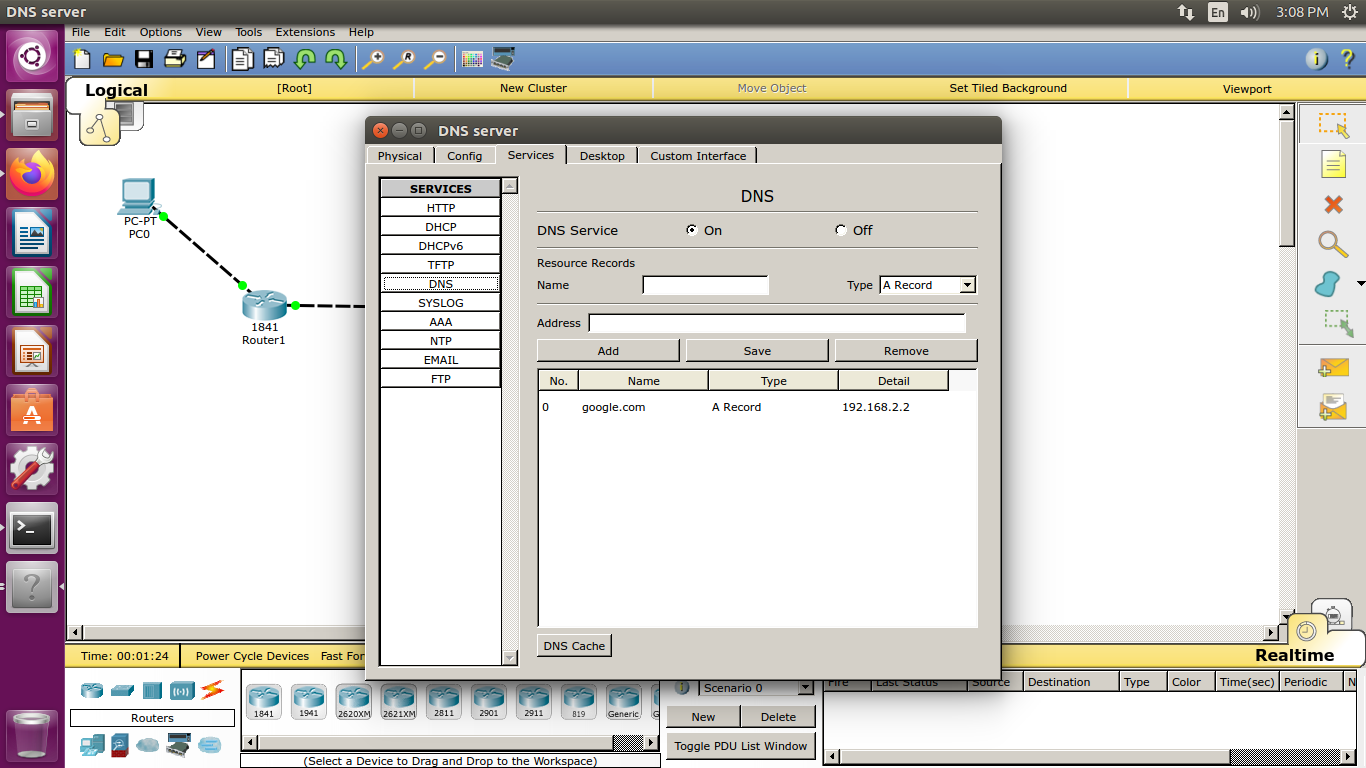 DNS server
En
3:08 PM
File Edit Options View Tools Extensions Help
Logical
[Root]
New Cluster
Move Object
Set Tiled Background
Viewport
PC-PT
PC0
1841
Router1
DNS server
Physical
Config
Services
Desktop
Custom Interface
SERVICES
HTTP
DHCP
DHCPv6
TFTP
DNS
SYSLOG
AAA
NTP
EMAIL
FTP
DNS
DNS Service On Off
Resource Records
Name Type A Record
Address
Add Save Remove
No. Name Type Detail
0 google.com A Record 192.168.2.2
DNS Cache
Time: 00:01:24 Power Cycle Devices Fast For
Realtime
Routers
1841 1941 2620XM 2621XM 2811 2901 2911 819 Generic G
(Select a Device to Drag and Drop to the Workspace)
Scenario 0
New Delete
Toggle PDU List Window
Fire Last Status Source Destination Type Color Time(sec) Periodic N